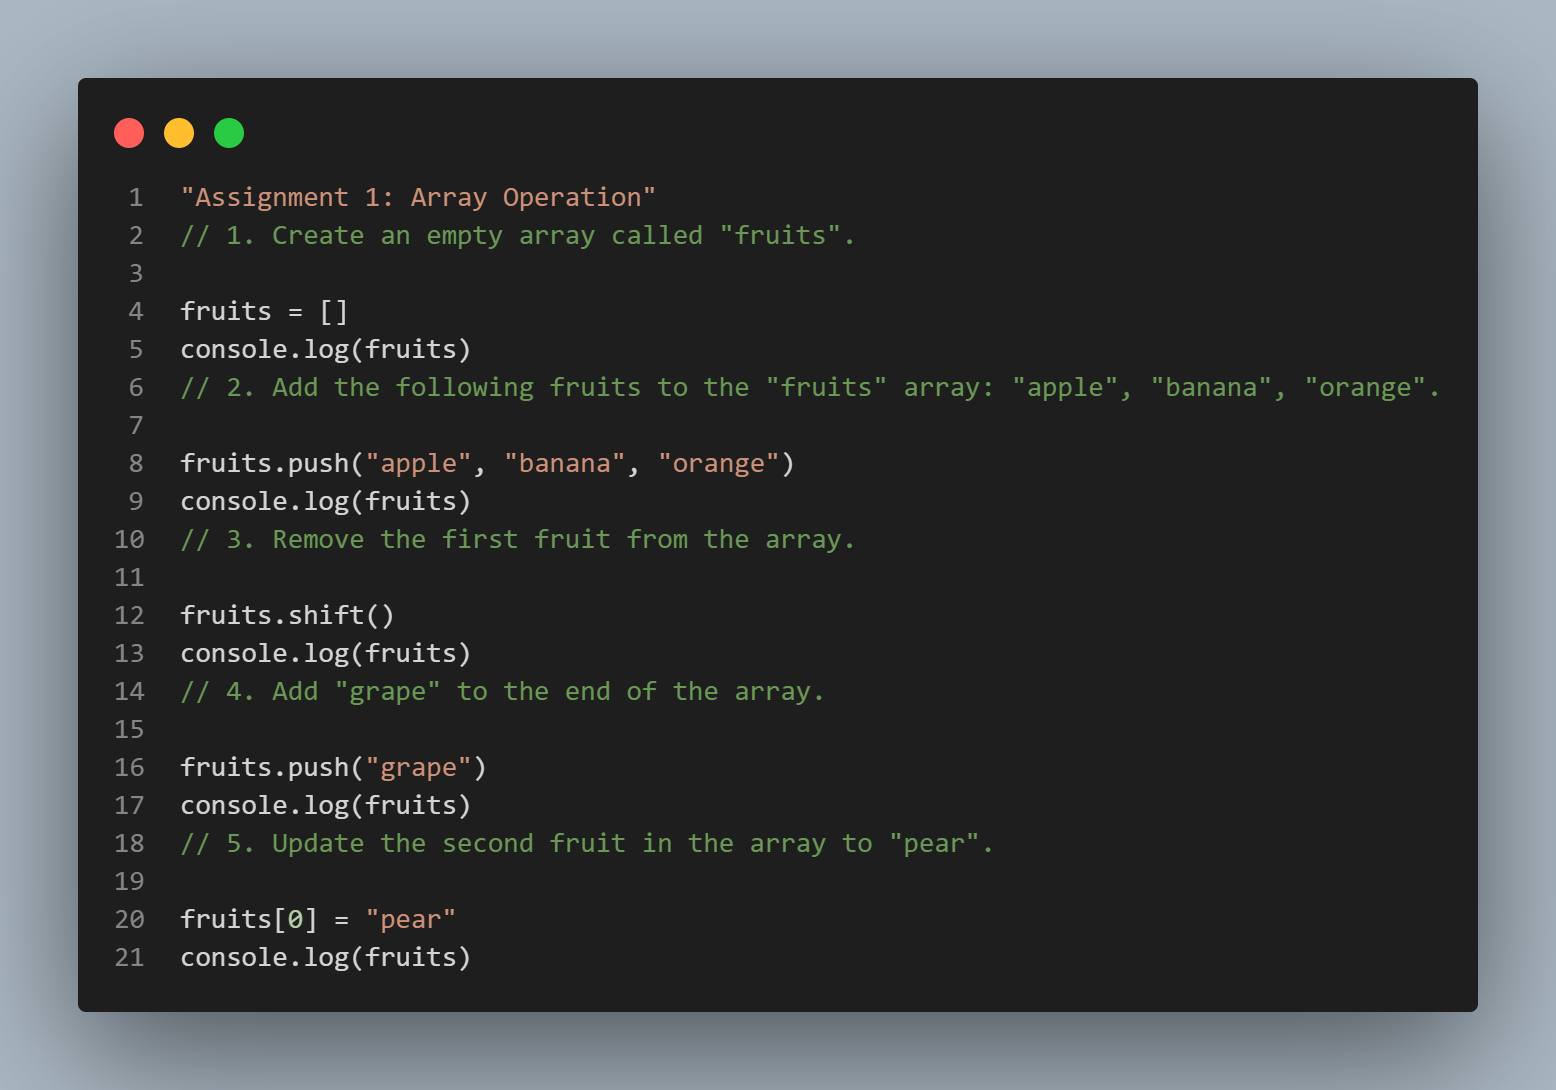 1 "Assignment 1: Array Operation"
2 // 1. Create an empty array called "fruits".
3
4 fruits = []
5 console.log(fruits)
6 // 2. Add the following fruits to the "fruits" array: "apple", "banana", "orange".
7
8 fruits.push("apple", "banana", "orange")
9 console.log(fruits)
10 // 3. Remove the first fruit from the array.
11
12 fruits.shift()
13 console.log(fruits)
14 // 4. Add "grape" to the end of the array.
15
16 fruits.push("grape")
17 console.log(fruits)
18 // 5. Update the second fruit in the array to "pear".
19
20 fruits[0] = "pear"
21 console.log(fruits)